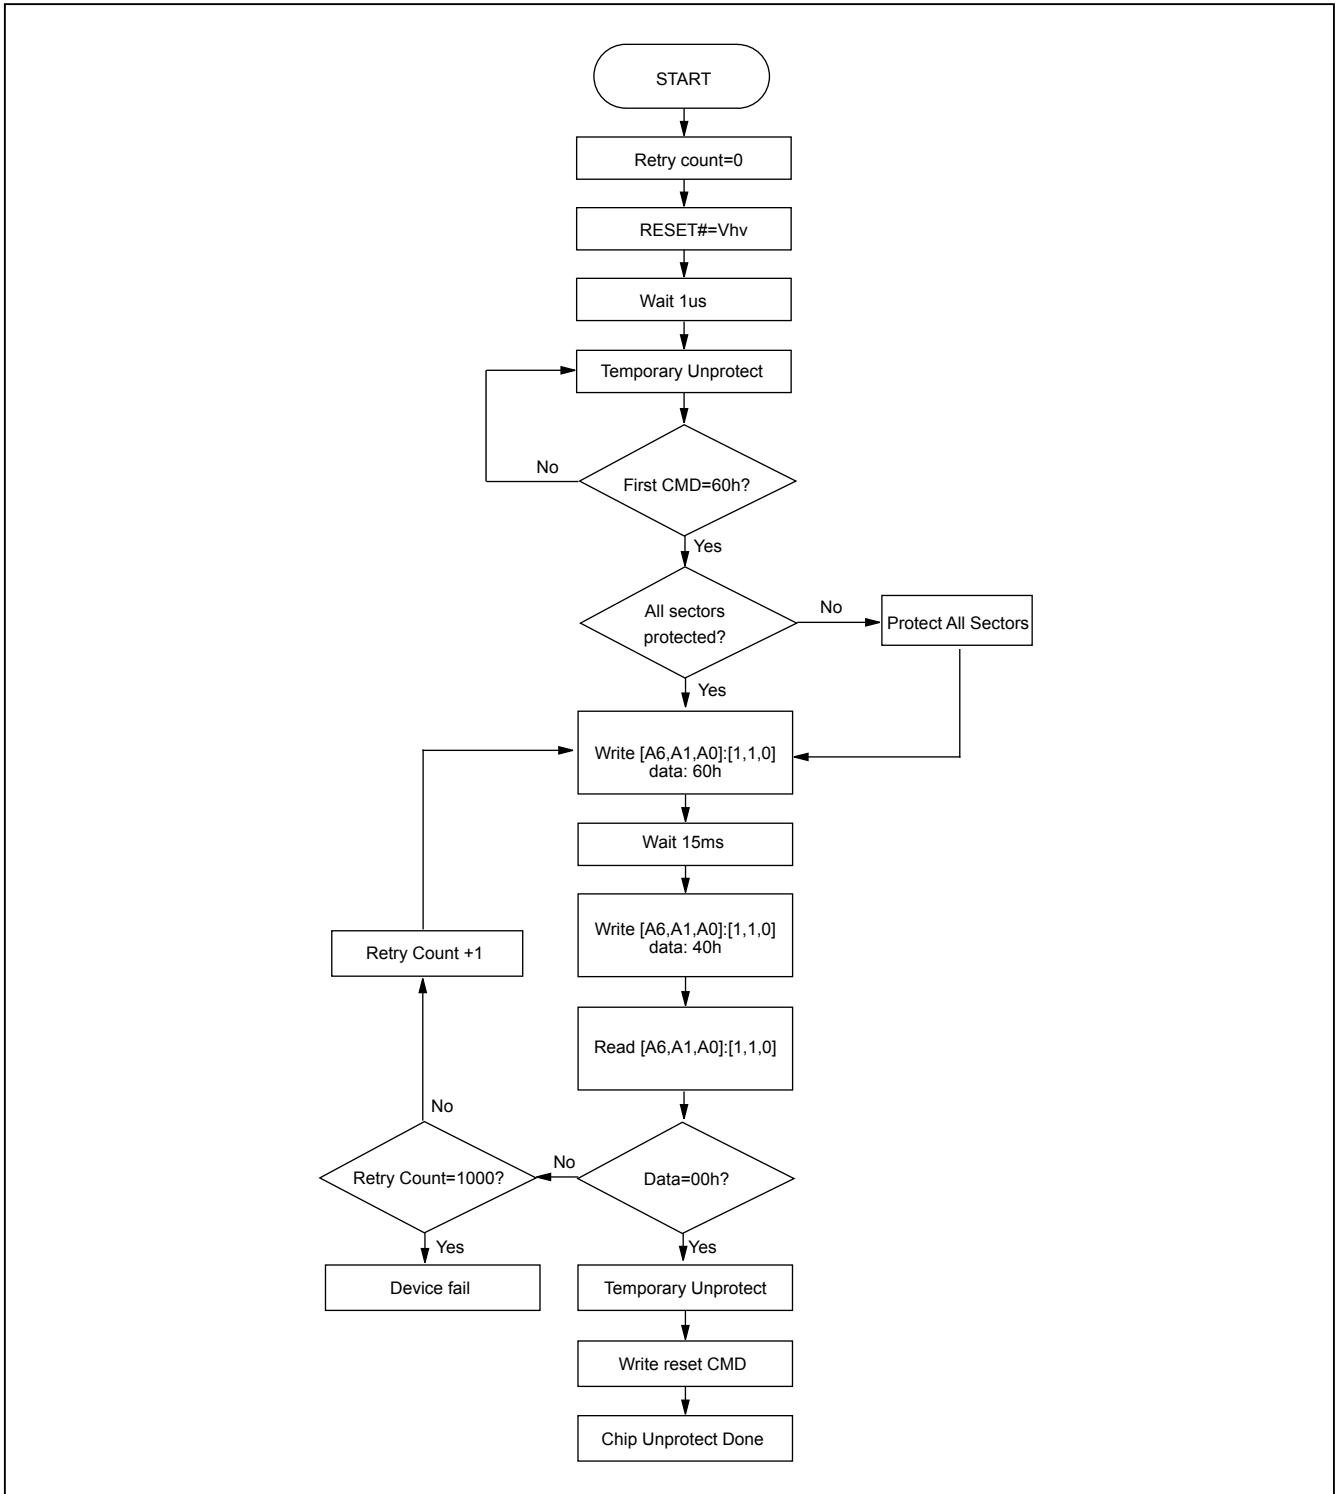 START
Retry count=0
RESET#=Vhv
Wait 1us
Temporary Unprotect
No
First CMD=60h?
Yes
All sectors
protected?
No
Protect All Sectors
Yes
Write [A6,A1,A0]:[1,1,0]
data: 60h
Wait 15ms
Write [A6,A1,A0]:[1,1,0]
data: 40h
Retry Count +1
Read [A6,A1,A0]:[1,1,0]
No
Retry Count=1000?
No
Data=00h?
Yes
Yes
Device fail
Temporary Unprotect
Write reset CMD
Chip Unprotect Done